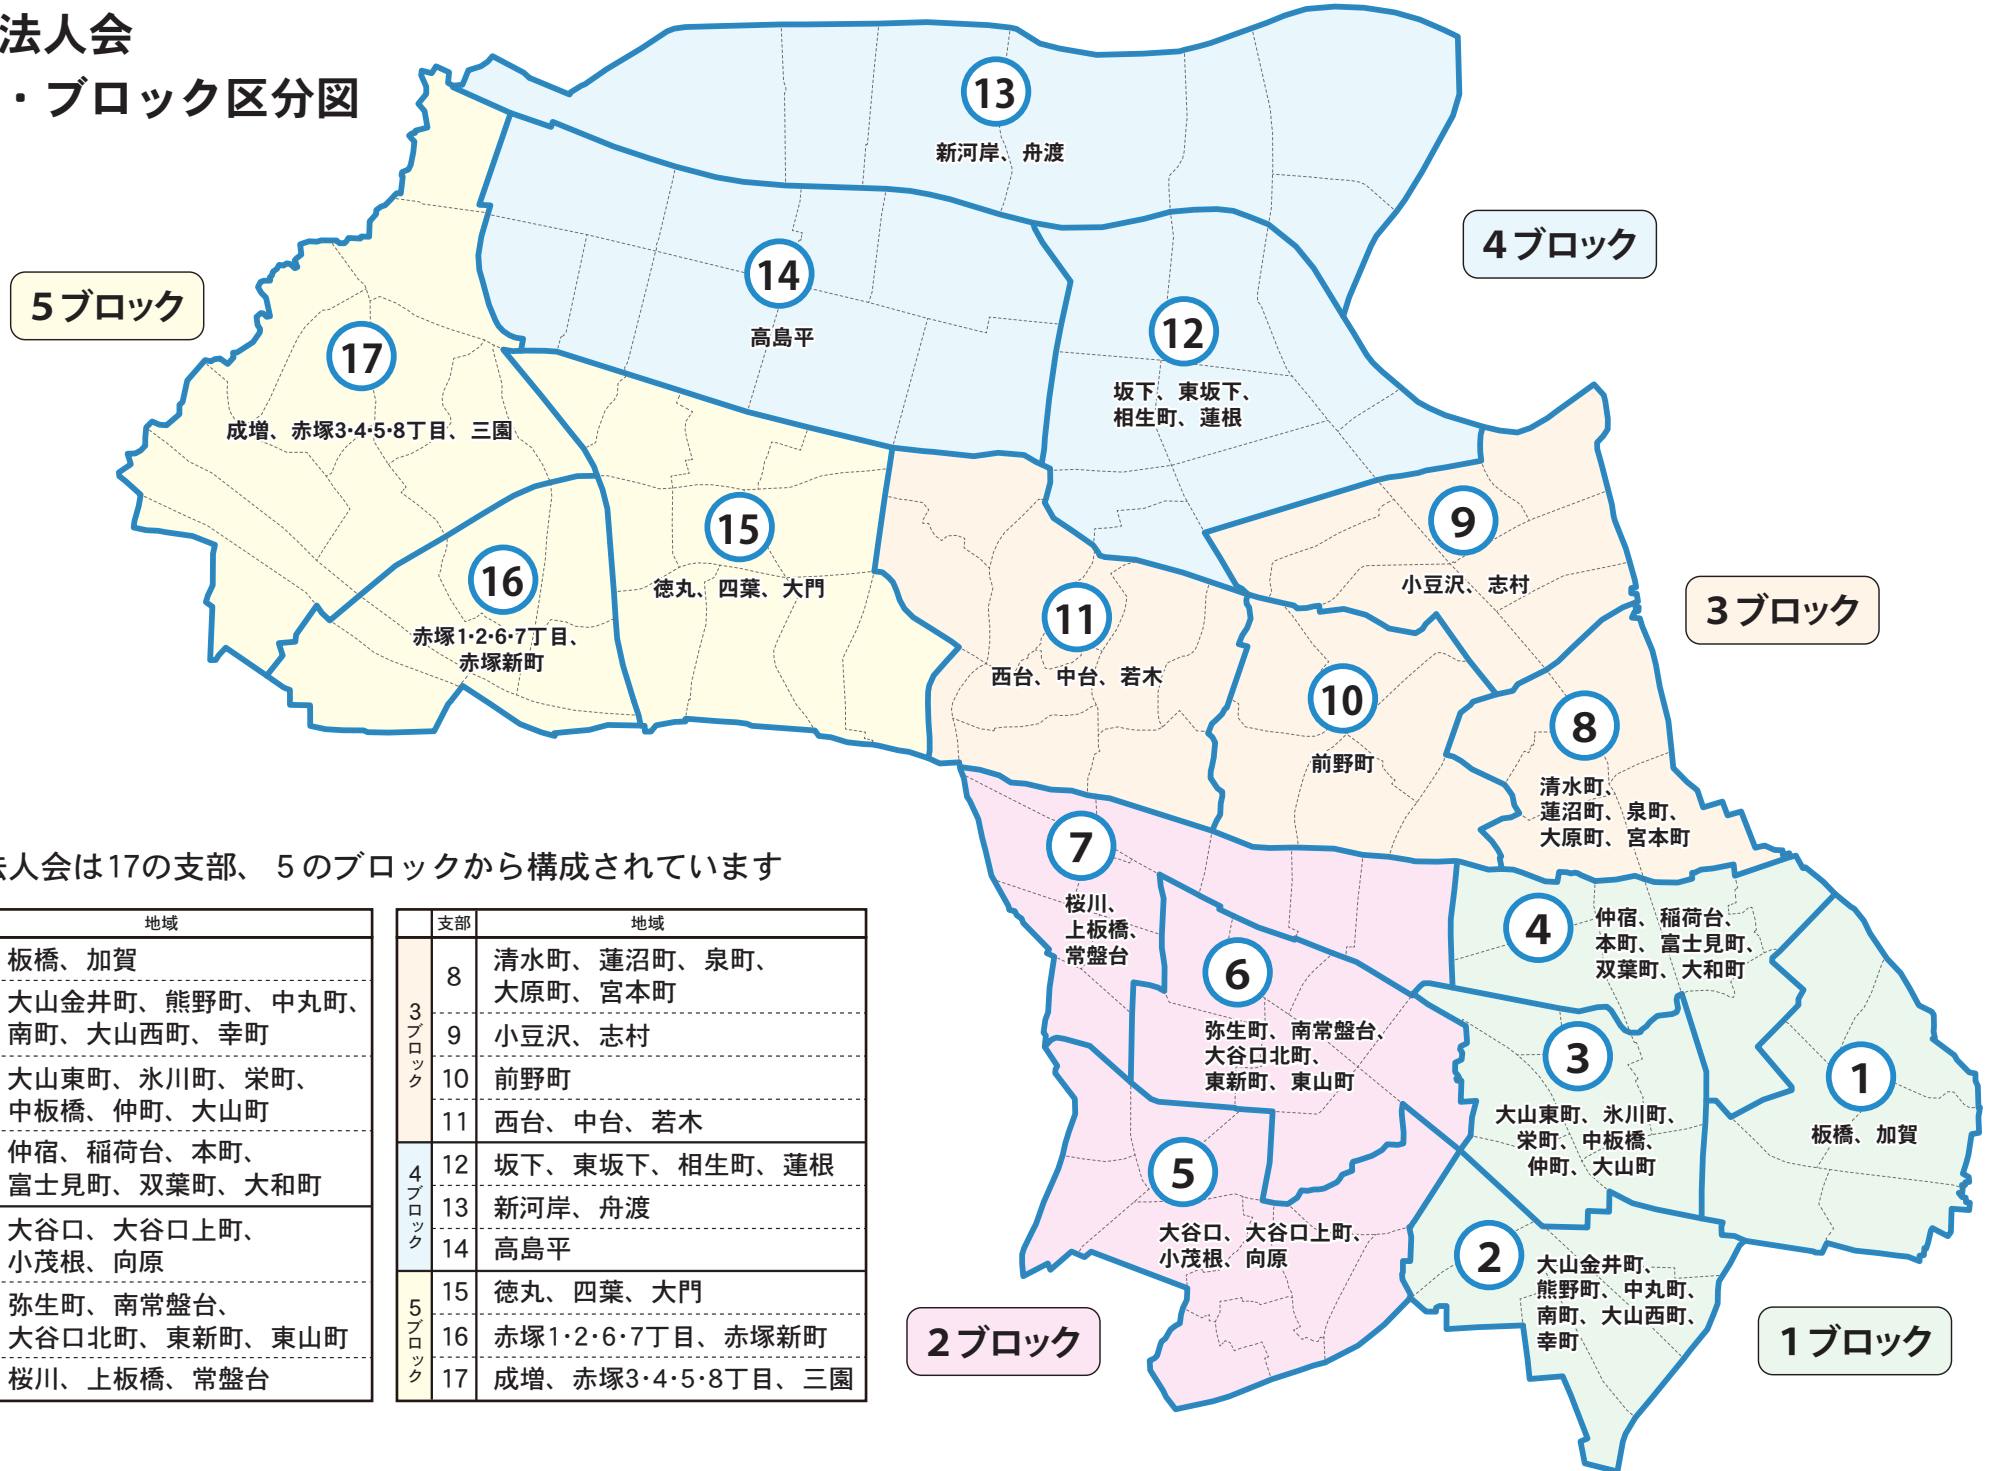 法人会
・ブロック区分図
13
新河岸、舟渡
4ブロック
14
高島平
12
坂下、東坂下、
相生町、蓮根
5ブロック
17
成増、赤塚3・4・5・8丁目、三園
9
小豆沢、志村
15
徳丸、四葉、大門
16
赤塚1・2・6・7丁目、
赤塚新町
11
西台、中台、若木
3ブロック
10
前野町
8
清水町、
蓮沼町、泉町、
大原町、宮本町
7
桜川、
上板橋、
常盤台
4
仲宿、稲荷台、
本町、富士見町、
双葉町、大和町
6
弥生町、南常盤台、
大谷口北町、
東新町、東山町
3
大山東町、氷川町、
栄町、中板橋、
仲町、大山町
1
板橋、加賀
5
大谷口、大谷口上町、
小茂根、向原
2
大山金井町、
熊野町、中丸町、
南町、大山西町、
幸町
2ブロック
1ブロック
法人会は17の支部、5のブロックから構成されています
地域
板橋、加賀
大山金井町、熊野町、中丸町、
南町、大山西町、幸町
大山東町、氷川町、栄町、
中板橋、仲町、大山町
仲宿、稲荷台、本町、
富士見町、双葉町、大和町
大谷口、大谷口上町、
小茂根、向原
弥生町、南常盤台、
大谷口北町、東新町、東山町
桜川、上板橋、常盤台
支部 地域
3ブロック
8 清水町、蓮沼町、泉町、
大原町、宮本町
9 小豆沢、志村
10 前野町
11 西台、中台、若木
4ブロック
12 坂下、東坂下、相生町、蓮根
13 新河岸、舟渡
14 高島平
5ブロック
15 徳丸、四葉、大門
16 赤塚1・2・6・7丁目、赤塚新町
17 成増、赤塚3・4・5・8丁目、三園